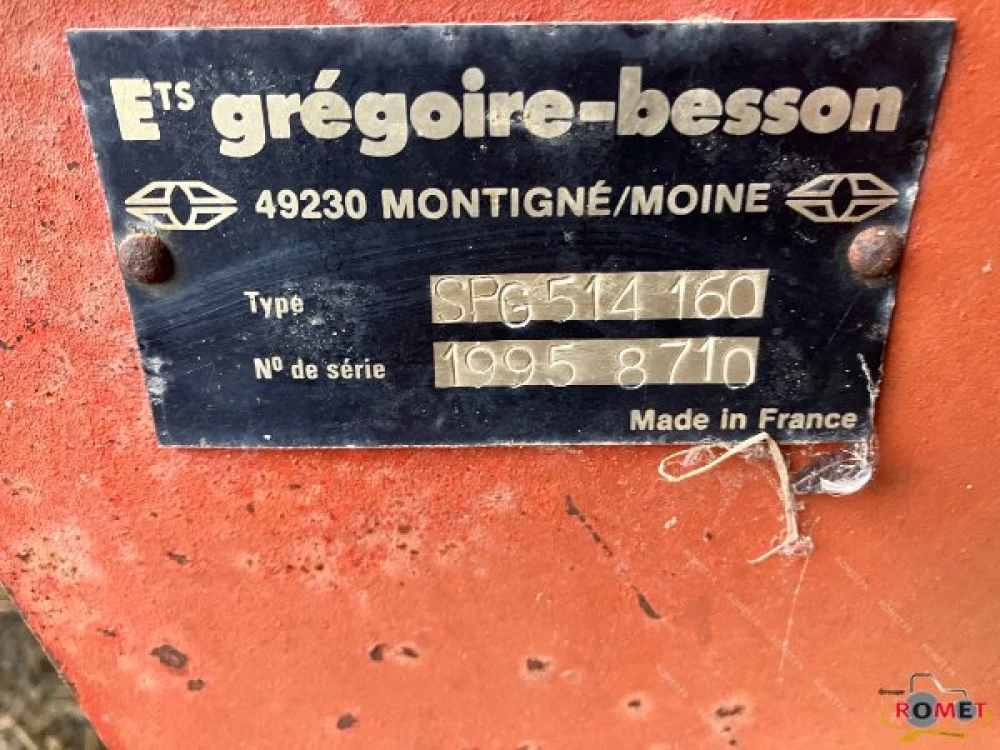 ETS grégoire-besson
49230 MONTIGNÉ/MOINE
Type SPG 514 160
Nº de série 1995 8710
Made in France
Groupe
ROMET